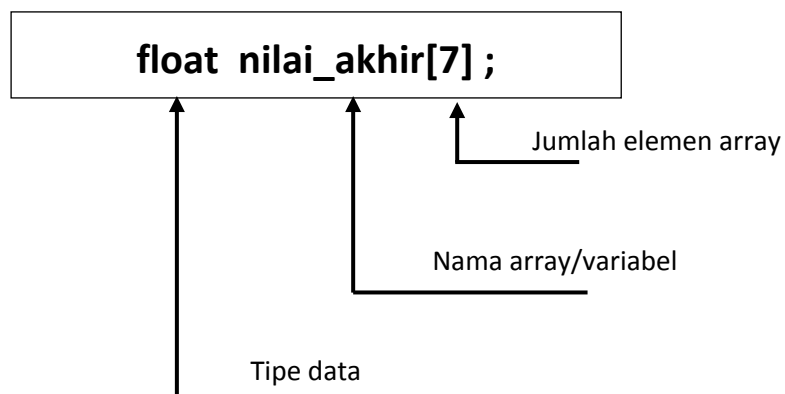 float nilai_akhir[7] ;
Jumlah elemen array
Nama array/variabel
Tipe data